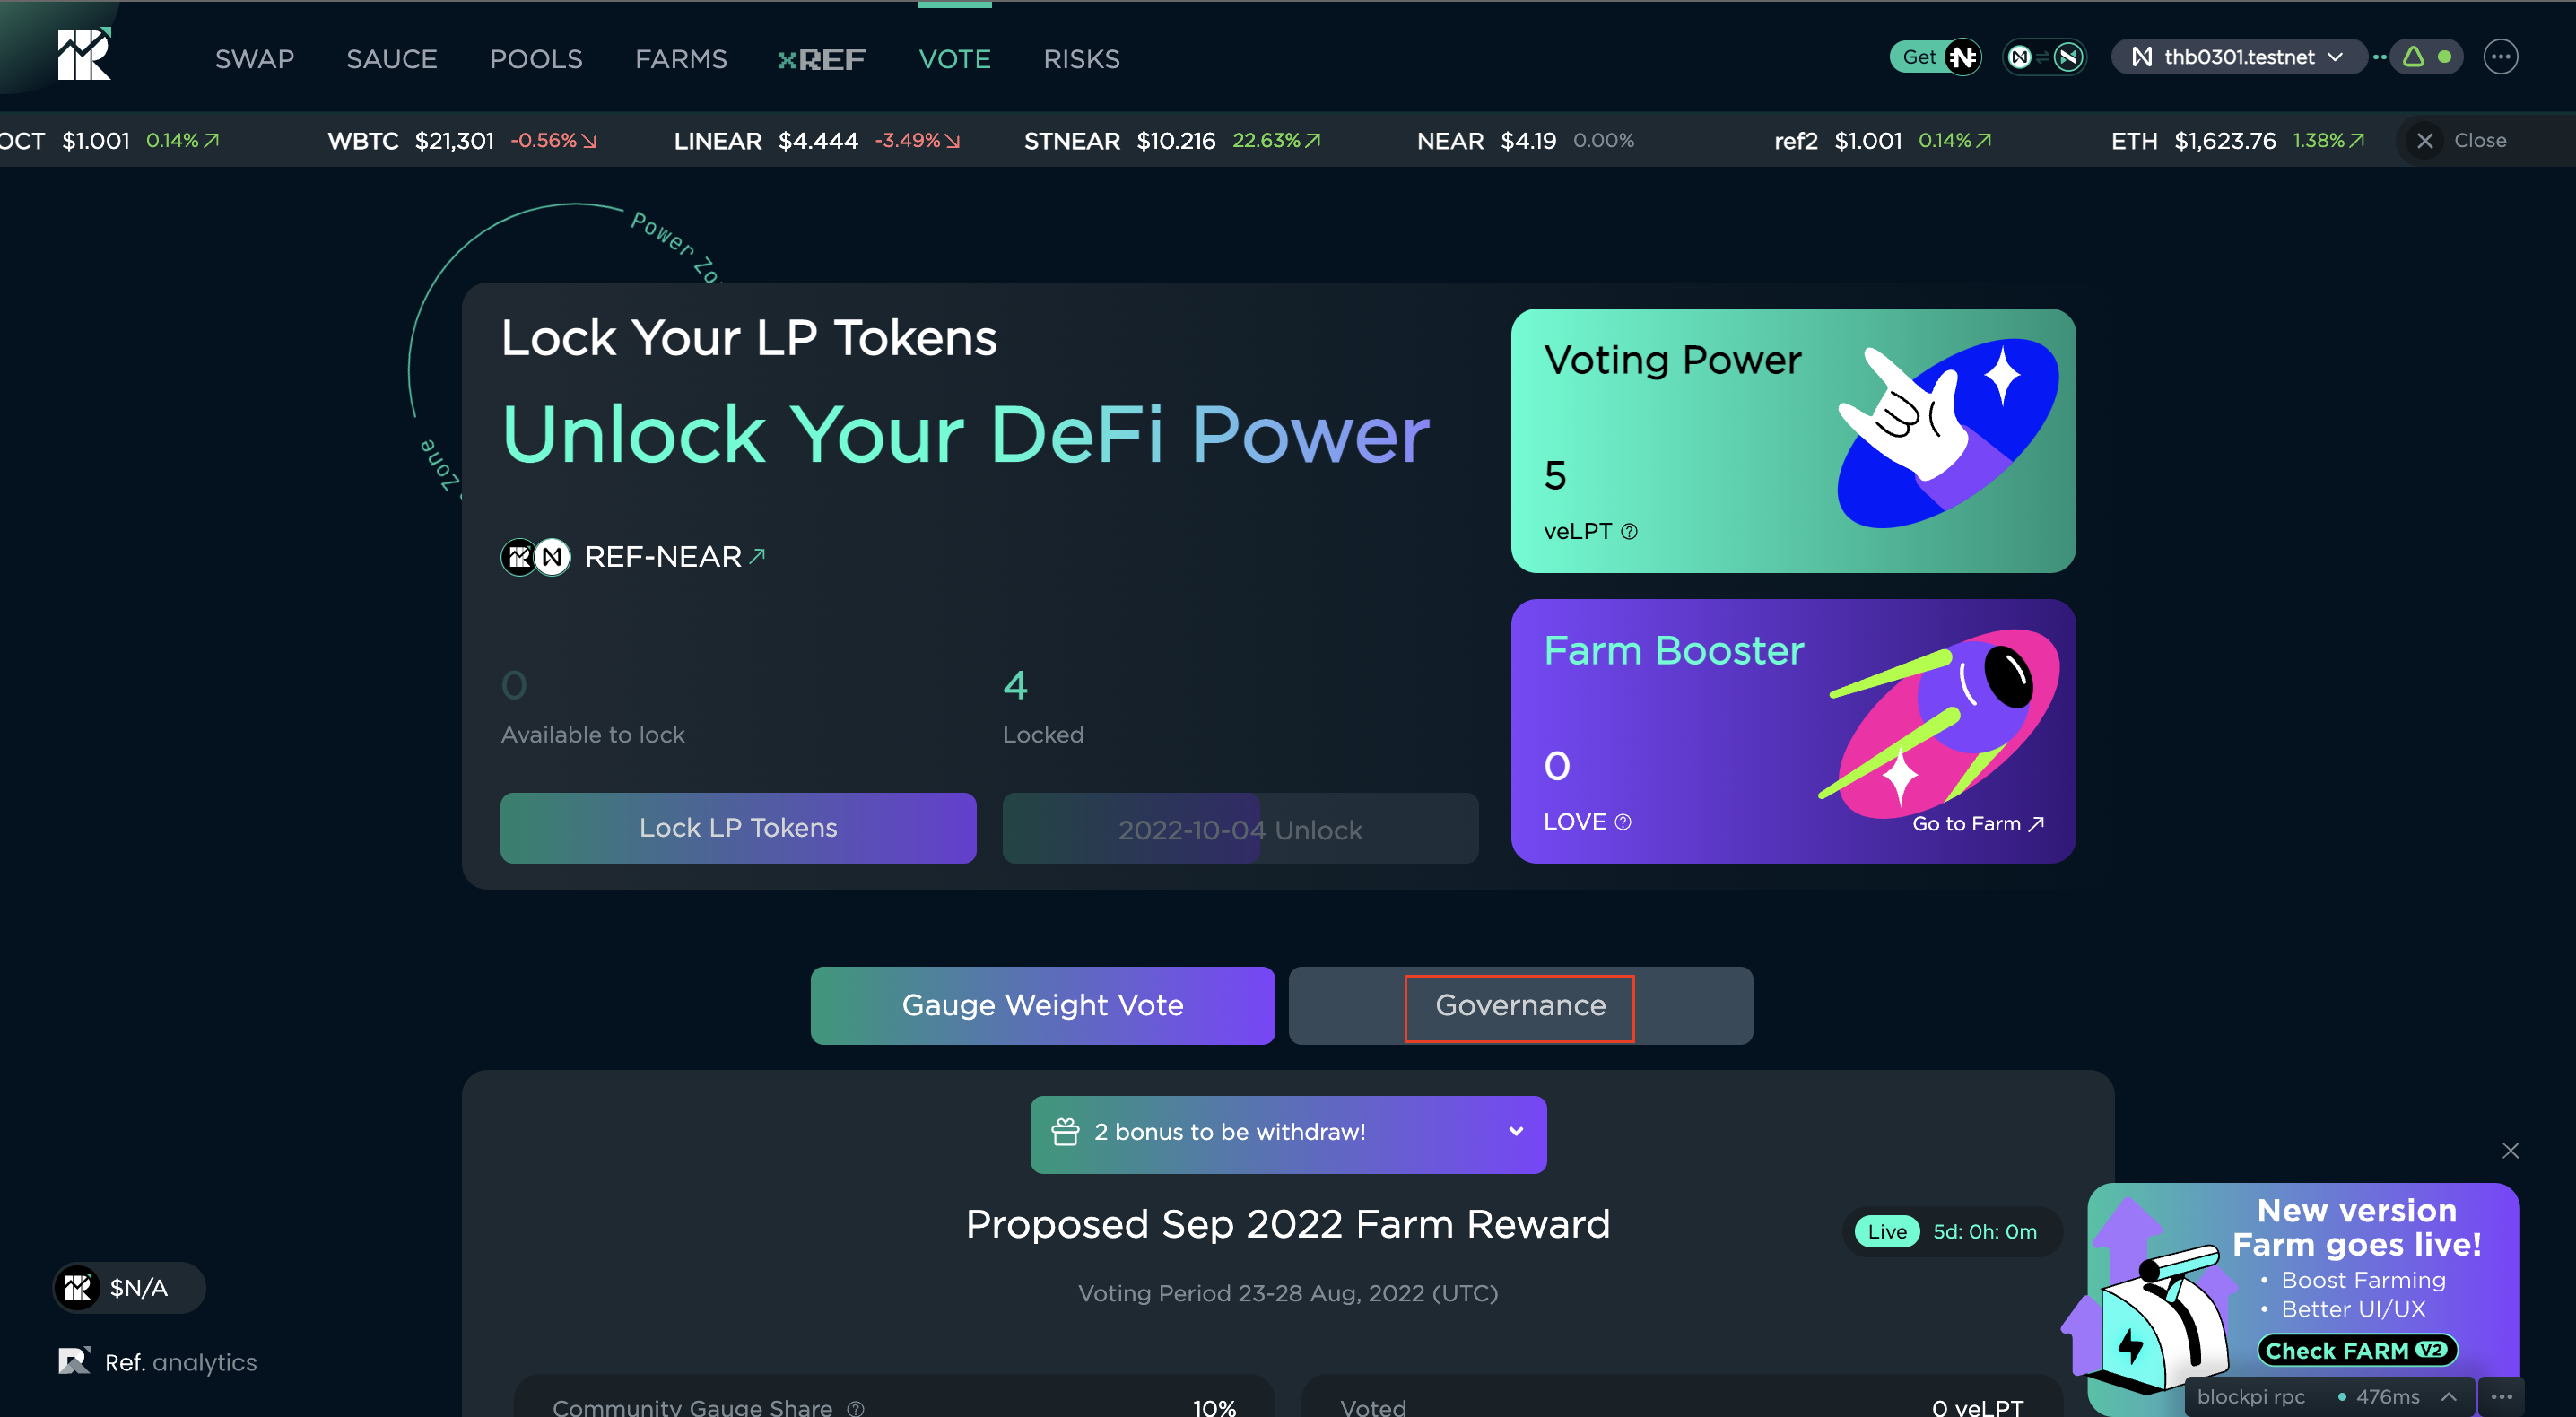 SWAP SAUCE POOLS FARMS xREF VOTE RISKS Get thb0301.testnet
OCT $1.001 0.14% WBTC $21,301 -0.56% LINEAR $4.444 -3.49% STNEAR $10.216 22.63% NEAR $4.19 0.00% ref2 $1.001 0.14% ETH $1,623.76 1.38% Close
Power Zo
Zone
Lock Your LP Tokens
Unlock Your DeFi Power
REF-NEAR
0
Available to lock
4
Locked
Lock LP Tokens
2022-10-04 Unlock
Voting Power
5
veLPT
Farm Booster
0
LOVE
Go to Farm
Gauge Weight Vote
Governance
2 bonus to be withdraw!
Proposed Sep 2022 Farm Reward
Live 5d: 0h: 0m
Voting Period 23-28 Aug, 2022 (UTC)
Community Gauge Share 10%
Voted 0 veLPT
$N/A
Ref. analytics
New version
Farm goes live!
• Boost Farming
• Better UI/UX
Check FARM V2
blockpi rpc • 476ms